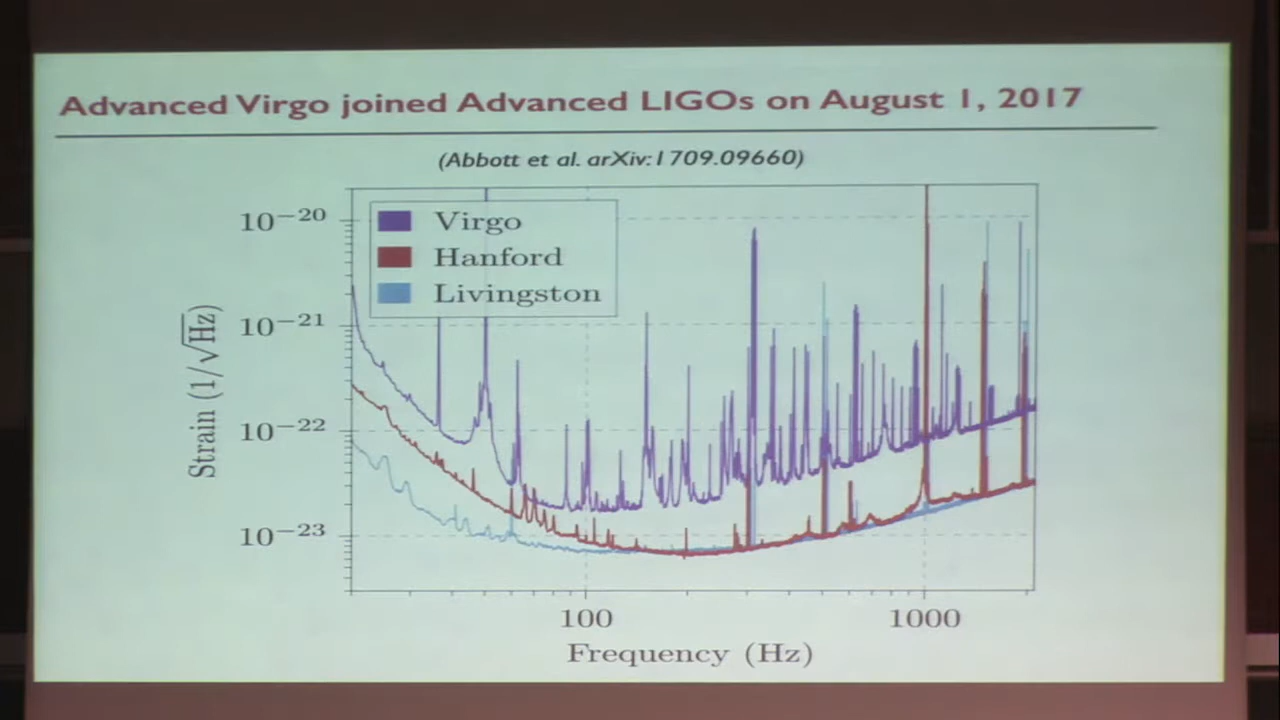 Advanced Virgo joined Advanced LIGOs on August 1, 2017
(Abbott et al. arXiv:1709.09660)
Virgo
Hanford
Livingston
10−20
10−21
10−22
10−23
Strain (1/√Hz)
100
1000
Frequency (Hz)